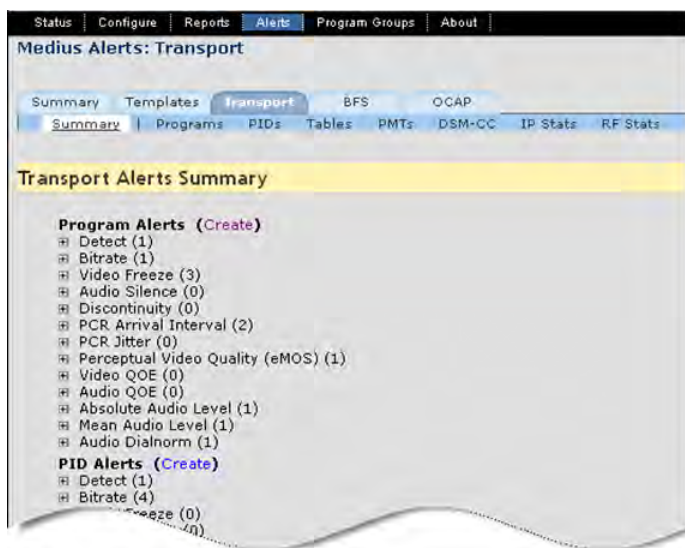 Status Configure Reports Alerts Program Groups About
Medius Alerts: Transport
Summary Templates Transport BFS OCAP
Summary Programs PIDs Tables PMTs DSM-CC IP Stats RF Stats
Transport Alerts Summary
Program Alerts (Create)
Detect (1)
Bitrate (1)
Video Freeze (3)
Audio Silence (0)
Discontinuity (0)
PCR Arrival Interval (2)
PCR Jitter (0)
Perceptual Video Quality (eMOS) (1)
Video QOE (0)
Audio QOE (0)
Absolute Audio Level (1)
Mean Audio Level (1)
Audio Dialnorm (1)
PID Alerts (Create)
Detect (1)
Bitrate (4)
Freeze (0)
(0)